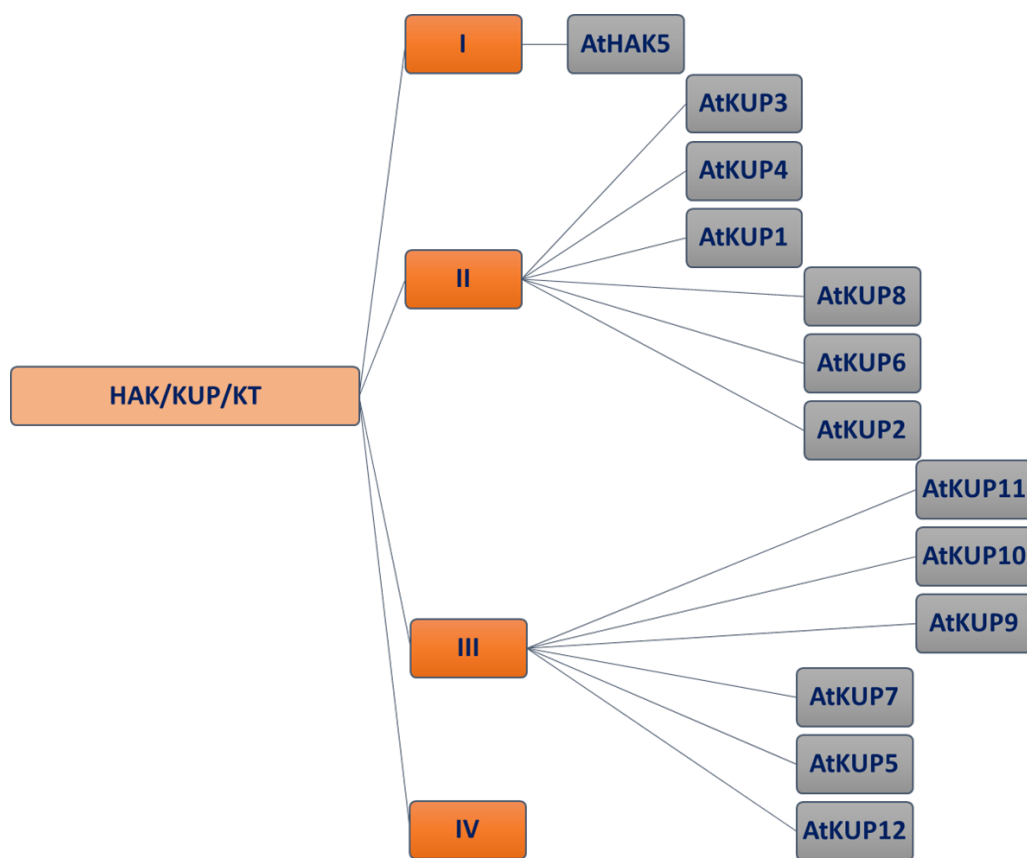 I
AtHAK5
AtKUP3
AtKUP4
AtKUP1
II
AtKUP8
AtKUP6
HAK/KUP/KT
AtKUP2
AtKUP11
AtKUP10
AtKUP9
III
AtKUP7
AtKUP5
IV
AtKUP12